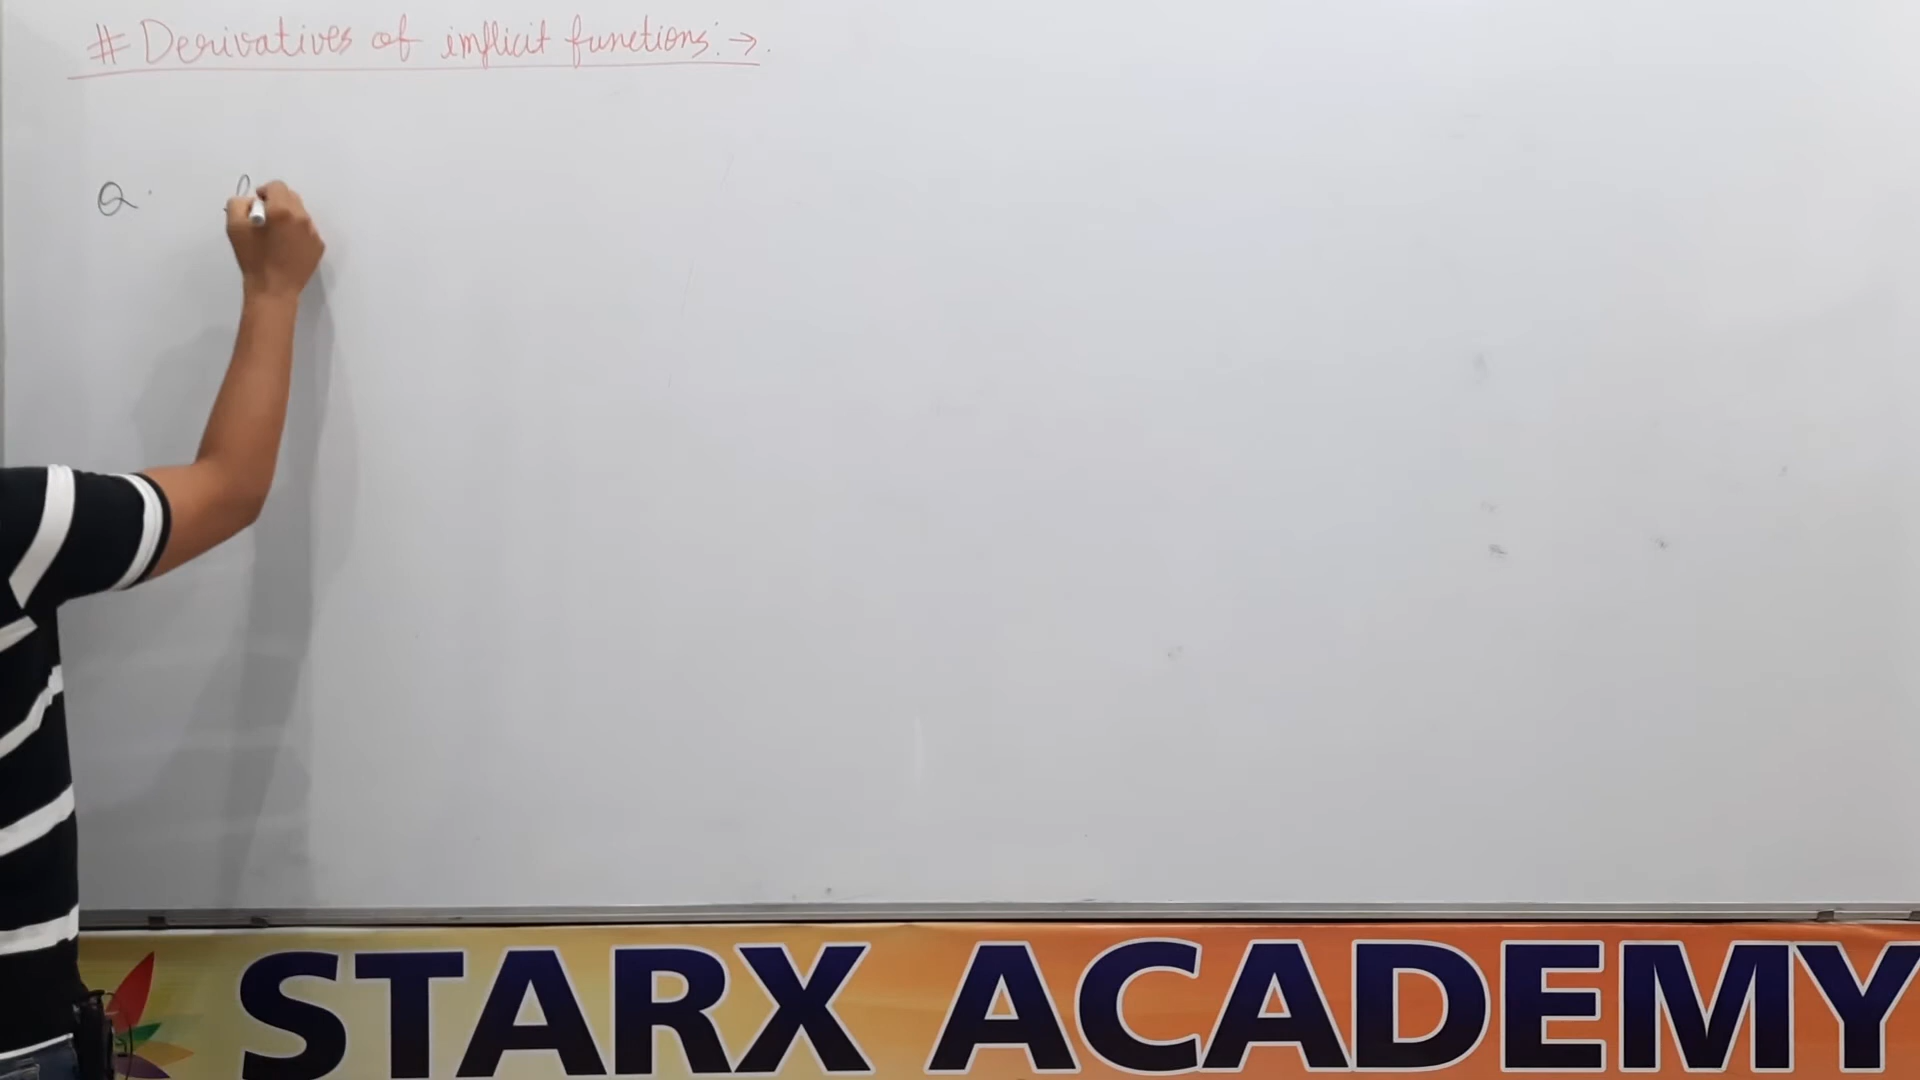 # Derivatives of implicit functions :→.
Q.
STARX ACADEMY